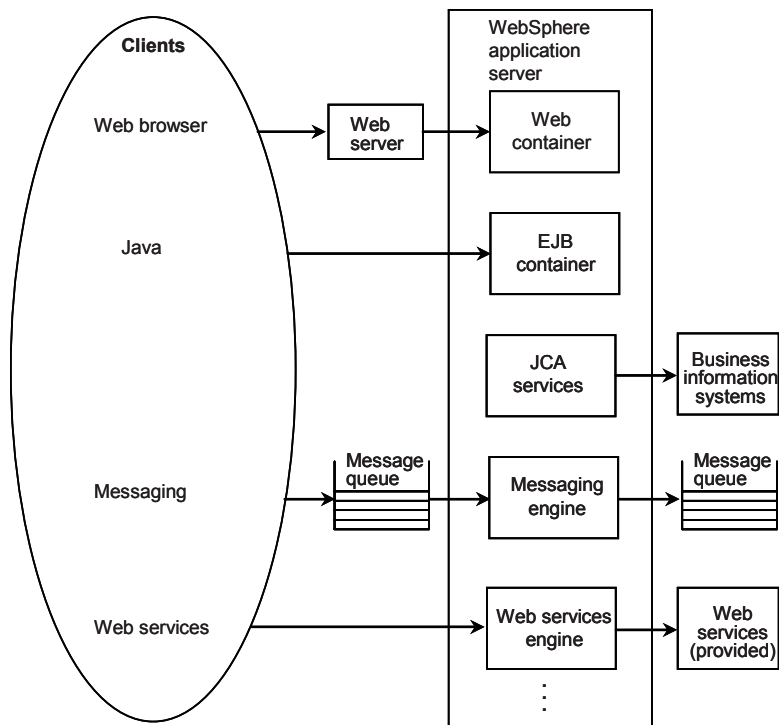 Clients
WebSphere
application
server
Web browser
Web
server
Web
container
Java
EJB
container
JCA
services
Business
information
systems
Messaging
Message
queue
Messaging
engine
Message
queue
Web services
Web services
engine
Web
services
(provided)